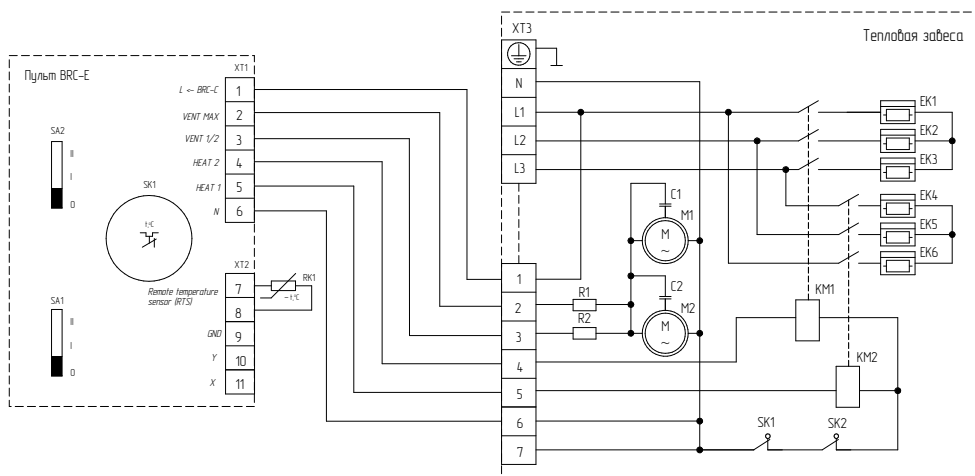 Пульт BRC-E
XT1
L <- BRC-C
1
VENT MAX
2
VENT 1/2
3
HEAT 2
4
HEAT 1
5
N
6
SA2
II
I
0
SK1
t,°C
XT2
7
8
Remote temperature
sensor (RTS)
RK1
- t,°C
GND
9
Y
10
X
11
SA1
II
I
0
Тепловая завеса
XT3
N
L1
L2
L3
1
2
3
4
5
6
7
C1
M1
M
~
C2
M2
M
~
R1
R2
EK1
EK2
EK3
EK4
EK5
EK6
KM1
KM2
SK1
SK2